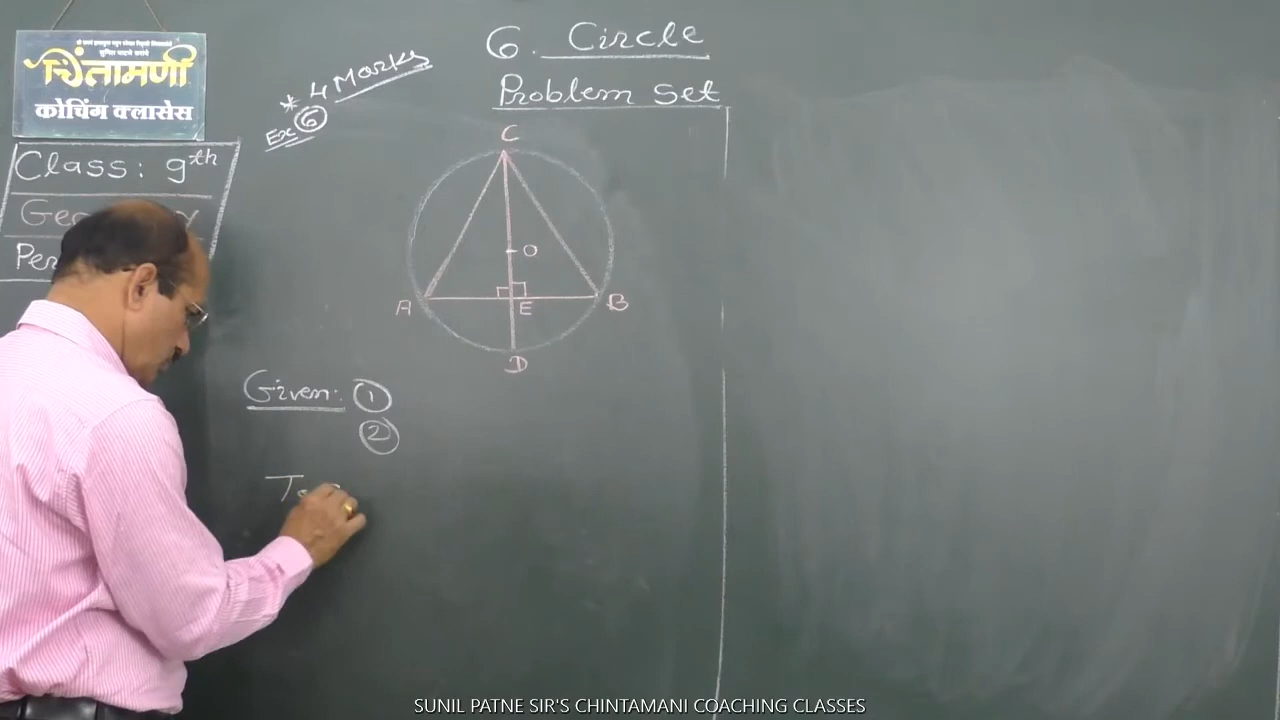 चिंतामणी
कोचिंग क्लासेस
Class: 9th
6. Circle
Problem Set
* 4 Marks
Ex 6
C
O
A
E
B
D
Given: 1
2
SUNIL PATNE SIR'S CHINTAMANI COACHING CLASSES